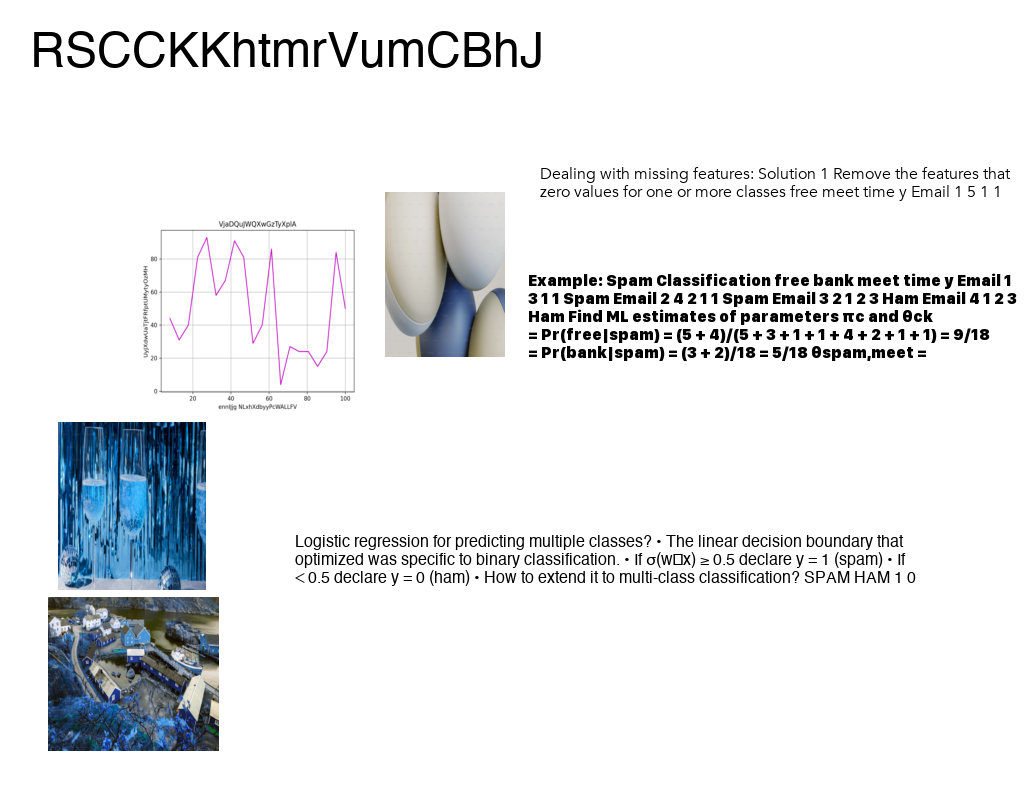 RSCCKKhtmrVumCBhJ
Dealing with missing features: Solution 1 Remove the features that
zero values for one or more classes free meet time y Email 1 5 1 1
VjaDQuJWQXwGzTyXplA
80
60
40
20
0
20 40 60 80 100
Example: Spam Classification free bank meet time y Email 1
3 1 1 Spam Email 2 4 2 1 1 Spam Email 3 2 1 2 3 Ham Email 4 1 2 3
Ham Find ML estimates of parameters πc and θck
= Pr(free|spam) = (5 + 4)/(5 + 3 + 1 + 1 + 4 + 2 + 1 + 1) = 9/18
= Pr(bank|spam) = (3 + 2)/18 = 5/18 θspam,meet =
Logistic regression for predicting multiple classes? • The linear decision boundary that
optimized was specific to binary classification. • If σ(w□x) ≥ 0.5 declare y = 1 (spam) • If
< 0.5 declare y = 0 (ham) • How to extend it to multi-class classification? SPAM HAM 1 0